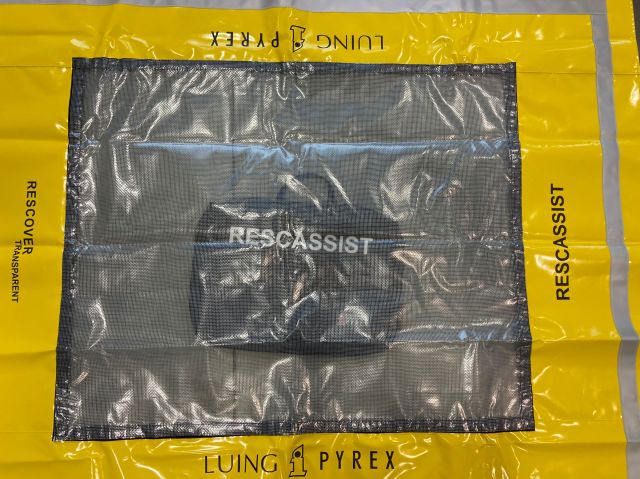 LUING PYREX
RESCOVER
TRANSPARENT
RESCASSIST
RESCASSIST
LUING PYREX